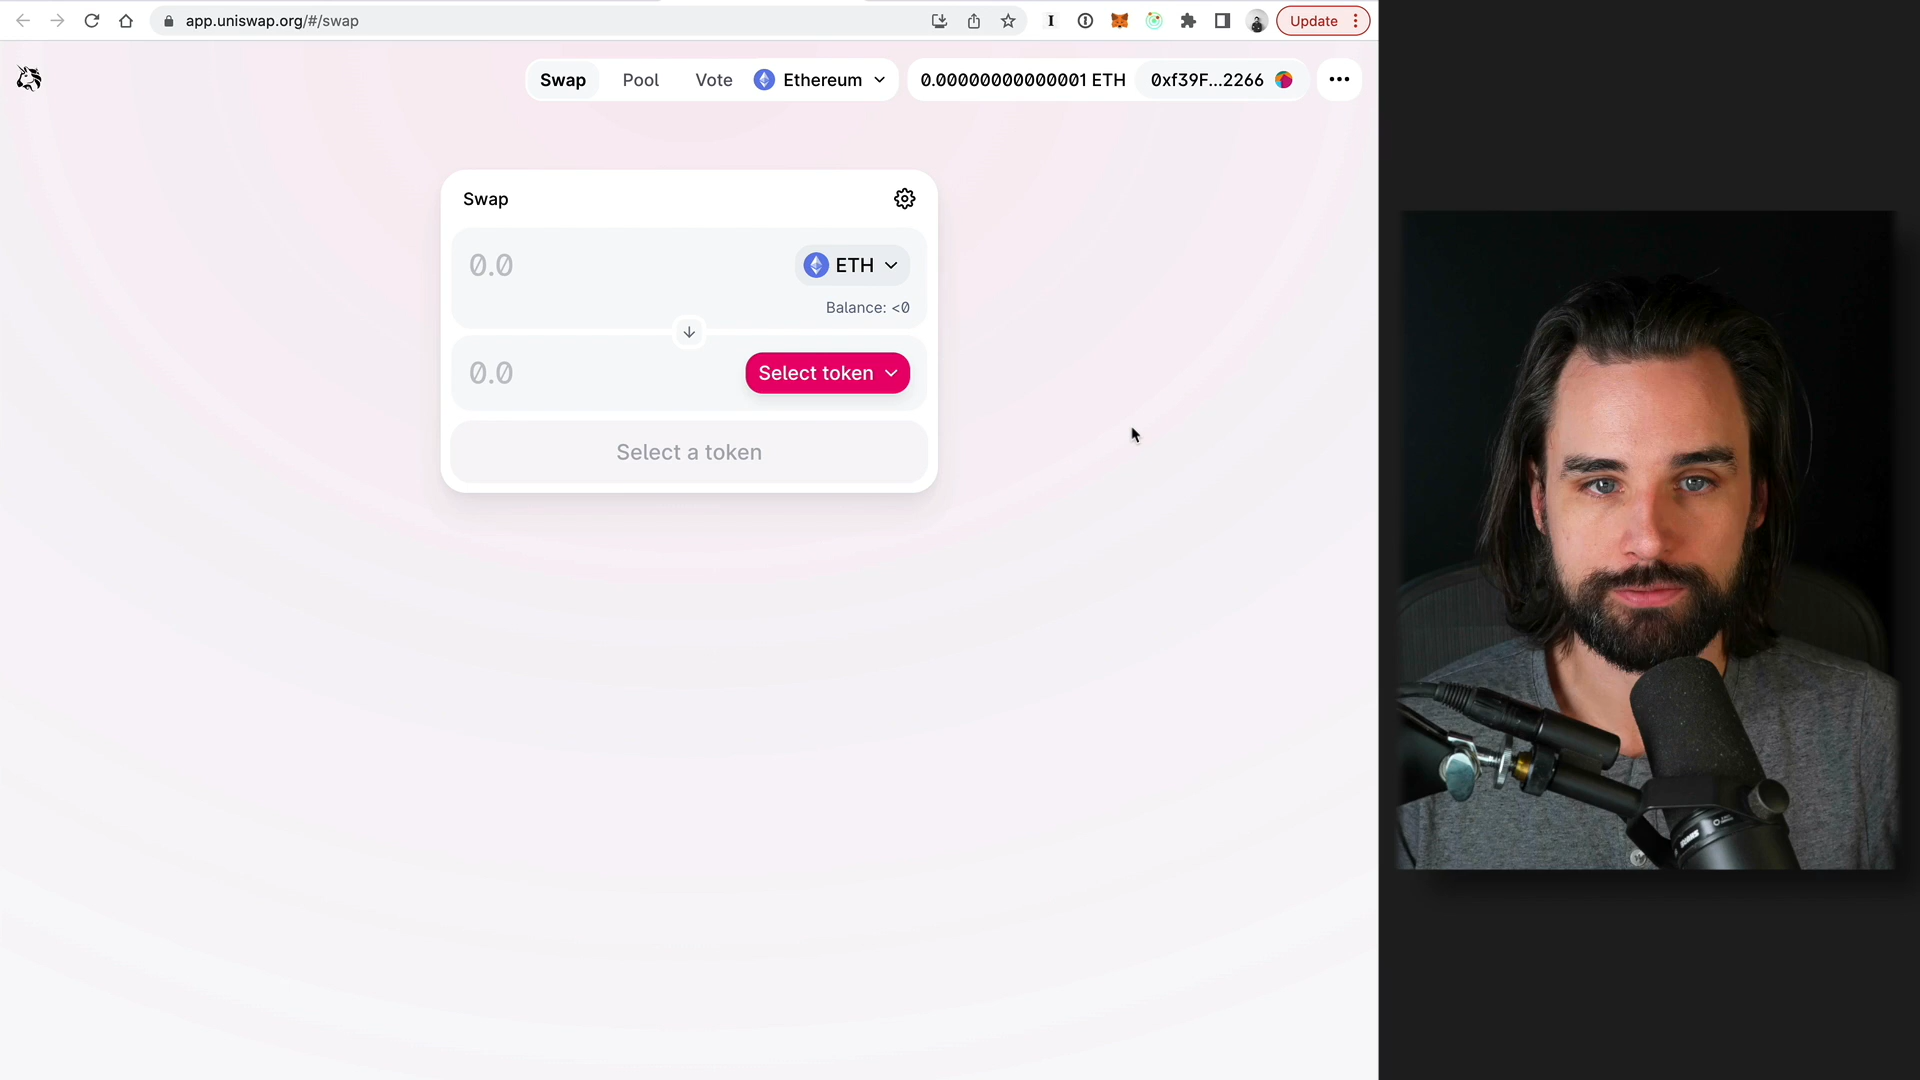 app.uniswap.org/#/swap
Update
Swap
Pool
Vote
Ethereum
0.00000000000001 ETH
0xf39F...2266
Swap
0.0
ETH
Balance: <0
0.0
Select token
Select a token